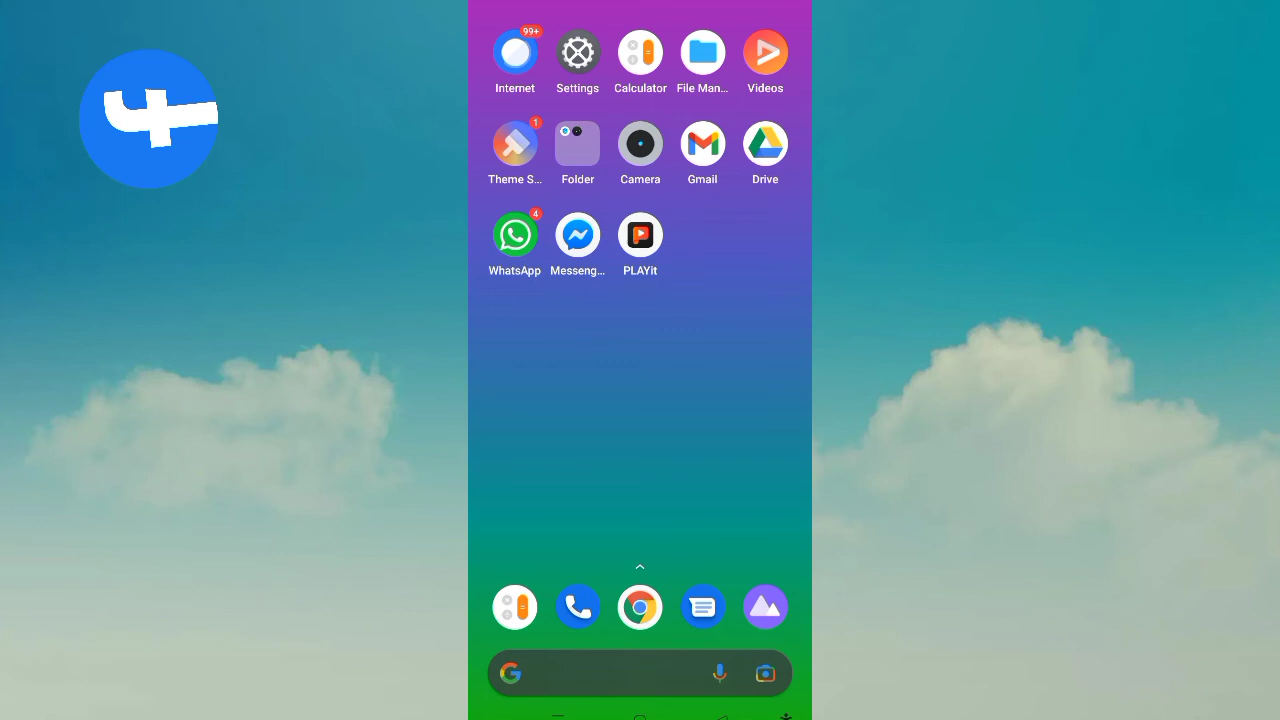 99+
Internet Settings Calculator File Man... Videos
1
Theme S... Folder Camera Gmail Drive
4
WhatsApp Messeng... PLAYit